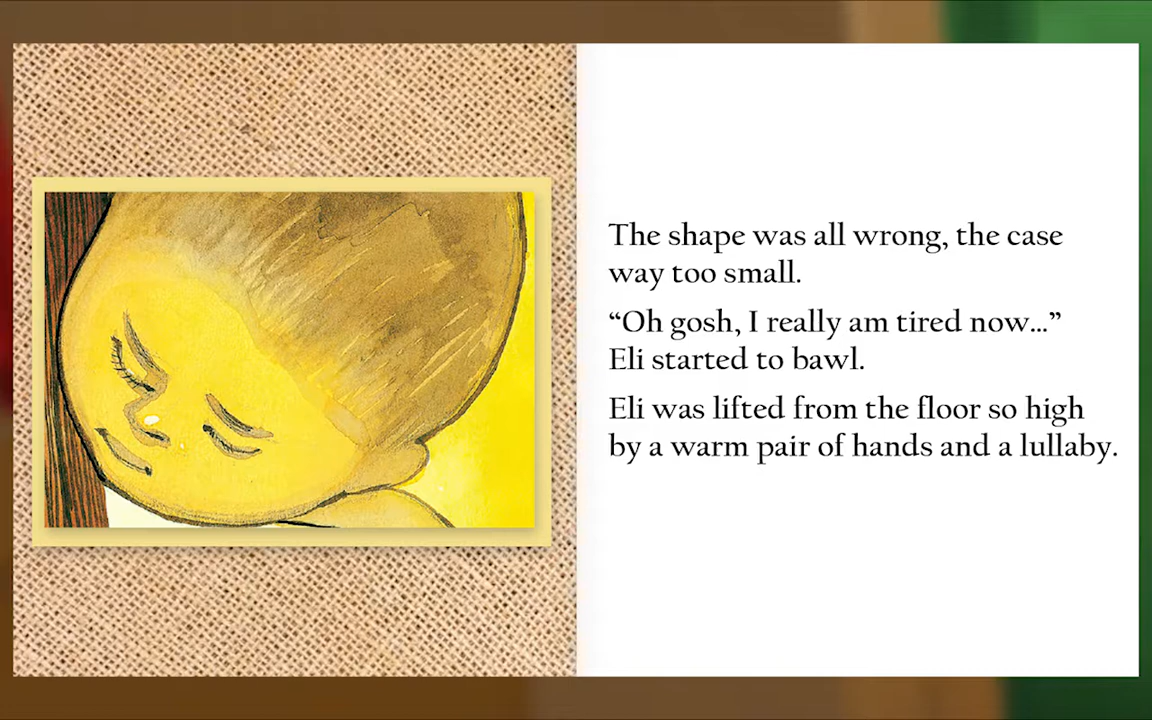 The shape was all wrong, the case
way too small.
“Oh gosh, I really am tired now...”
Eli started to bawl.
Eli was lifted from the floor so high
by a warm pair of hands and a lullaby.